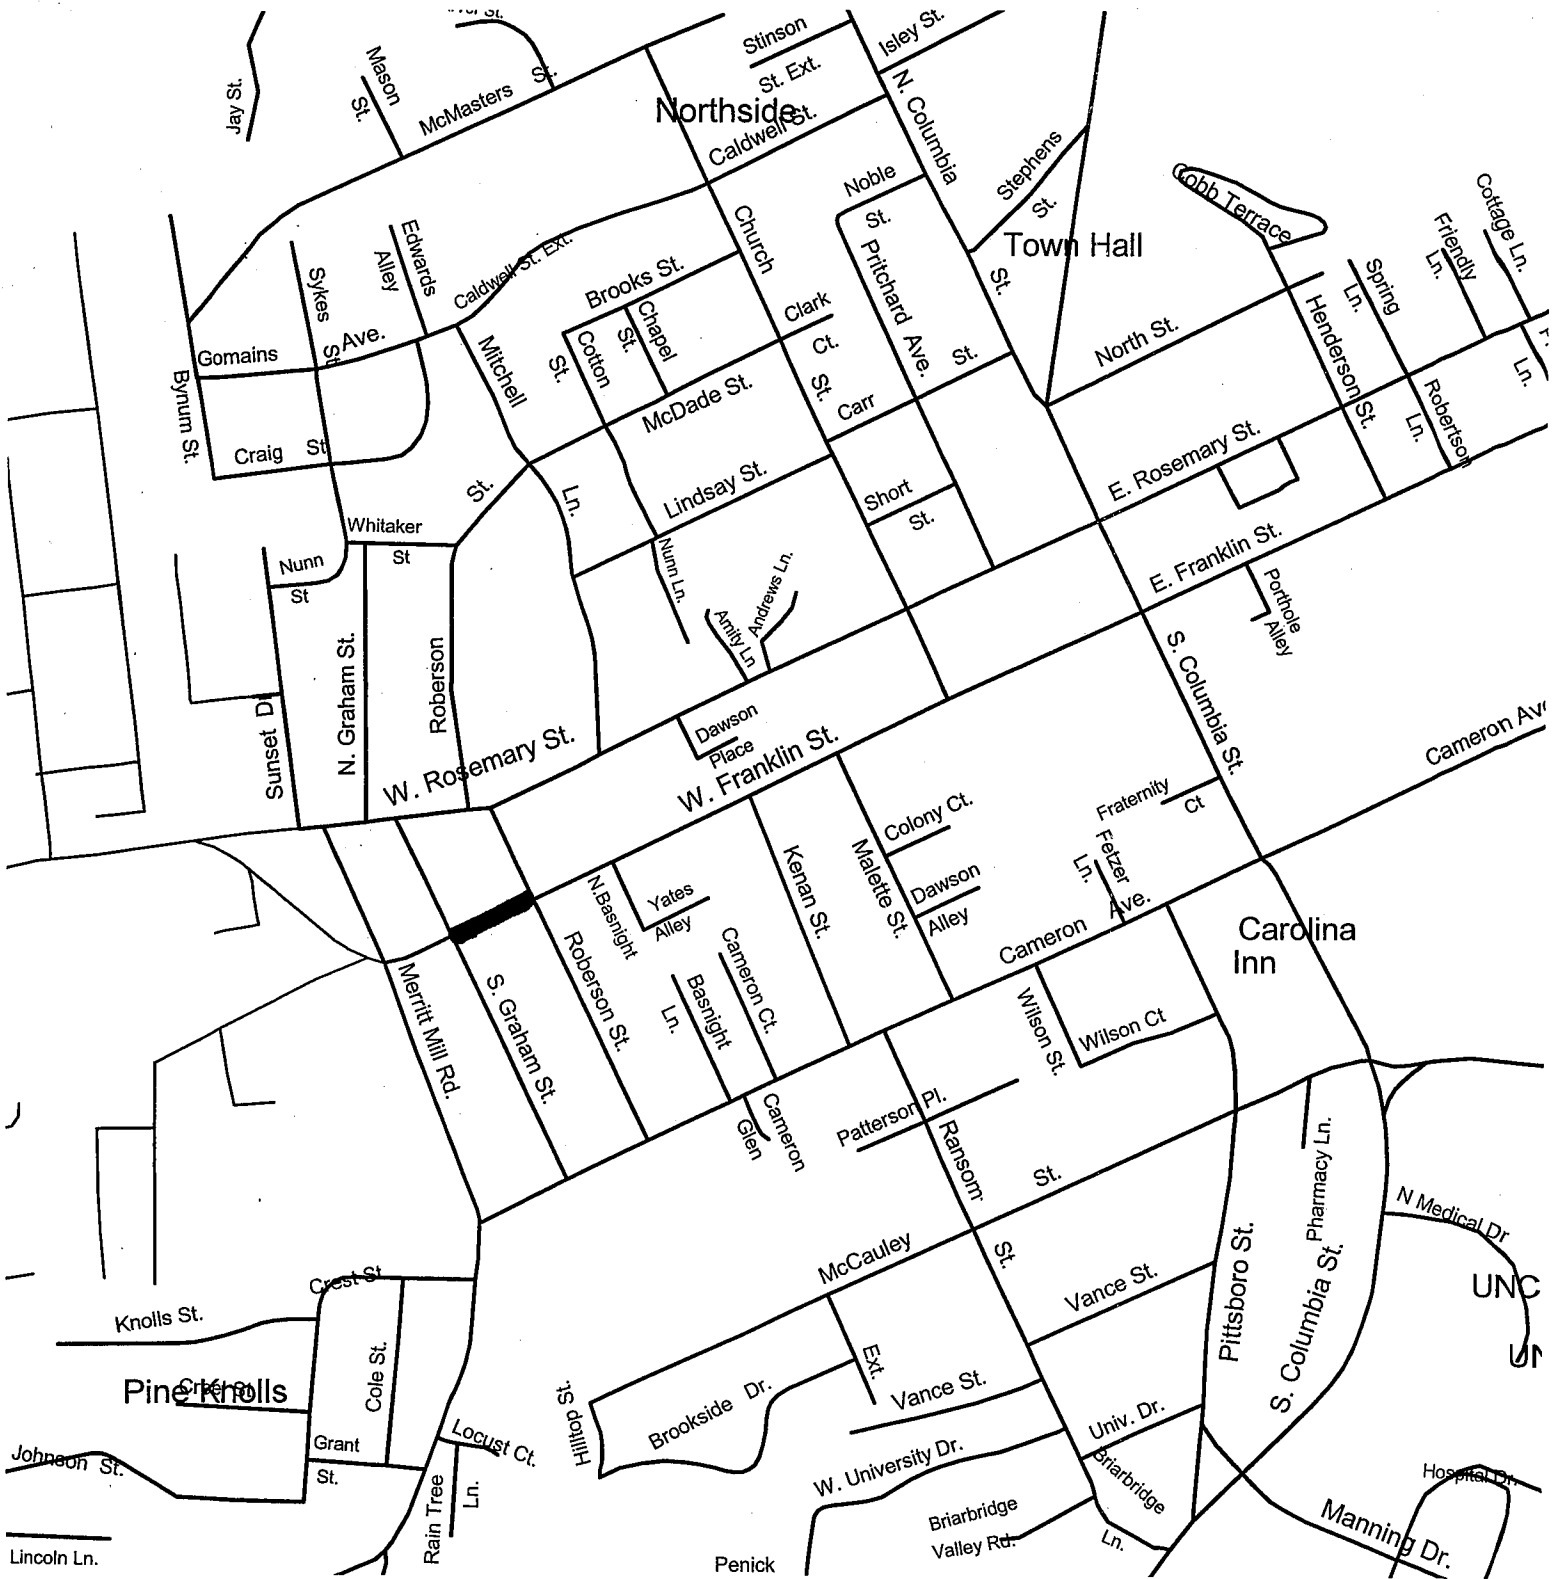 Stinson
St. Ext.
Isley St.
Jay St.
Mason
St.
McMasters St.
Northside
Caldwell St.
N. Columbia
St.
Stephens
St.
Noble
St.
Cobb Terrace
Cottage Ln.
Friendly
Ln.
Town Hall
Church
St.
Edwards
Alley
Caldwell St. Ext.
Brooks St.
Sykes
St
Pritchard Ave.
Spring
Ln.
Gomains Ave.
Chapel
St.
Clark
Ct.
North St.
Henderson St.
Mitchell
Ln.
Cotton
St.
Bynum St.
McDade St.
Carr St.
Robertson
Ln.
Ln.
Craig St
E. Rosemary St.
Lindsay St.
Short
St.
St.
Whitaker
St
Nunn
St
Nunn Ln.
Andrews Ln.
Amity Ln
E. Franklin St.
Porthole
Alley
N. Graham St.
Roberson
Sunset Dr
S. Columbia St.
W. Rosemary St.
Dawson
Place
W. Franklin St.
Cameron Ave
Fraternity
Ct
Colony Ct.
Malette St.
Kenan St.
Fetzer
Ln.
Dawson
Alley
N.Basnight
Yates
Alley
Cameron Ave.
Carolina
Inn
Roberson St.
Cameron Ct.
Basnight
Ln.
Merritt Mill Rd.
S. Graham St.
Wilson St.
Wilson Ct
Cameron
Glen
Patterson Pl.
Ransom
St.
Pharmacy Ln.
McCauley St.
N Medical Dr
Pittsboro St.
S. Columbia St.
Vance St.
UNC
Crest St
Knolls St.
Cole St.
Pine Knolls
Ext.
Vance St.
Hilltop St.
Brookside Dr.
Univ. Dr.
Grant
St.
Locust Ct.
Johnson St.
W. University Dr.
Briarbridge
Ln.
Rain Tree
Ln.
Briarbridge
Valley Rd.
Hospital Dr.
Manning Dr.
Lincoln Ln.
Penick